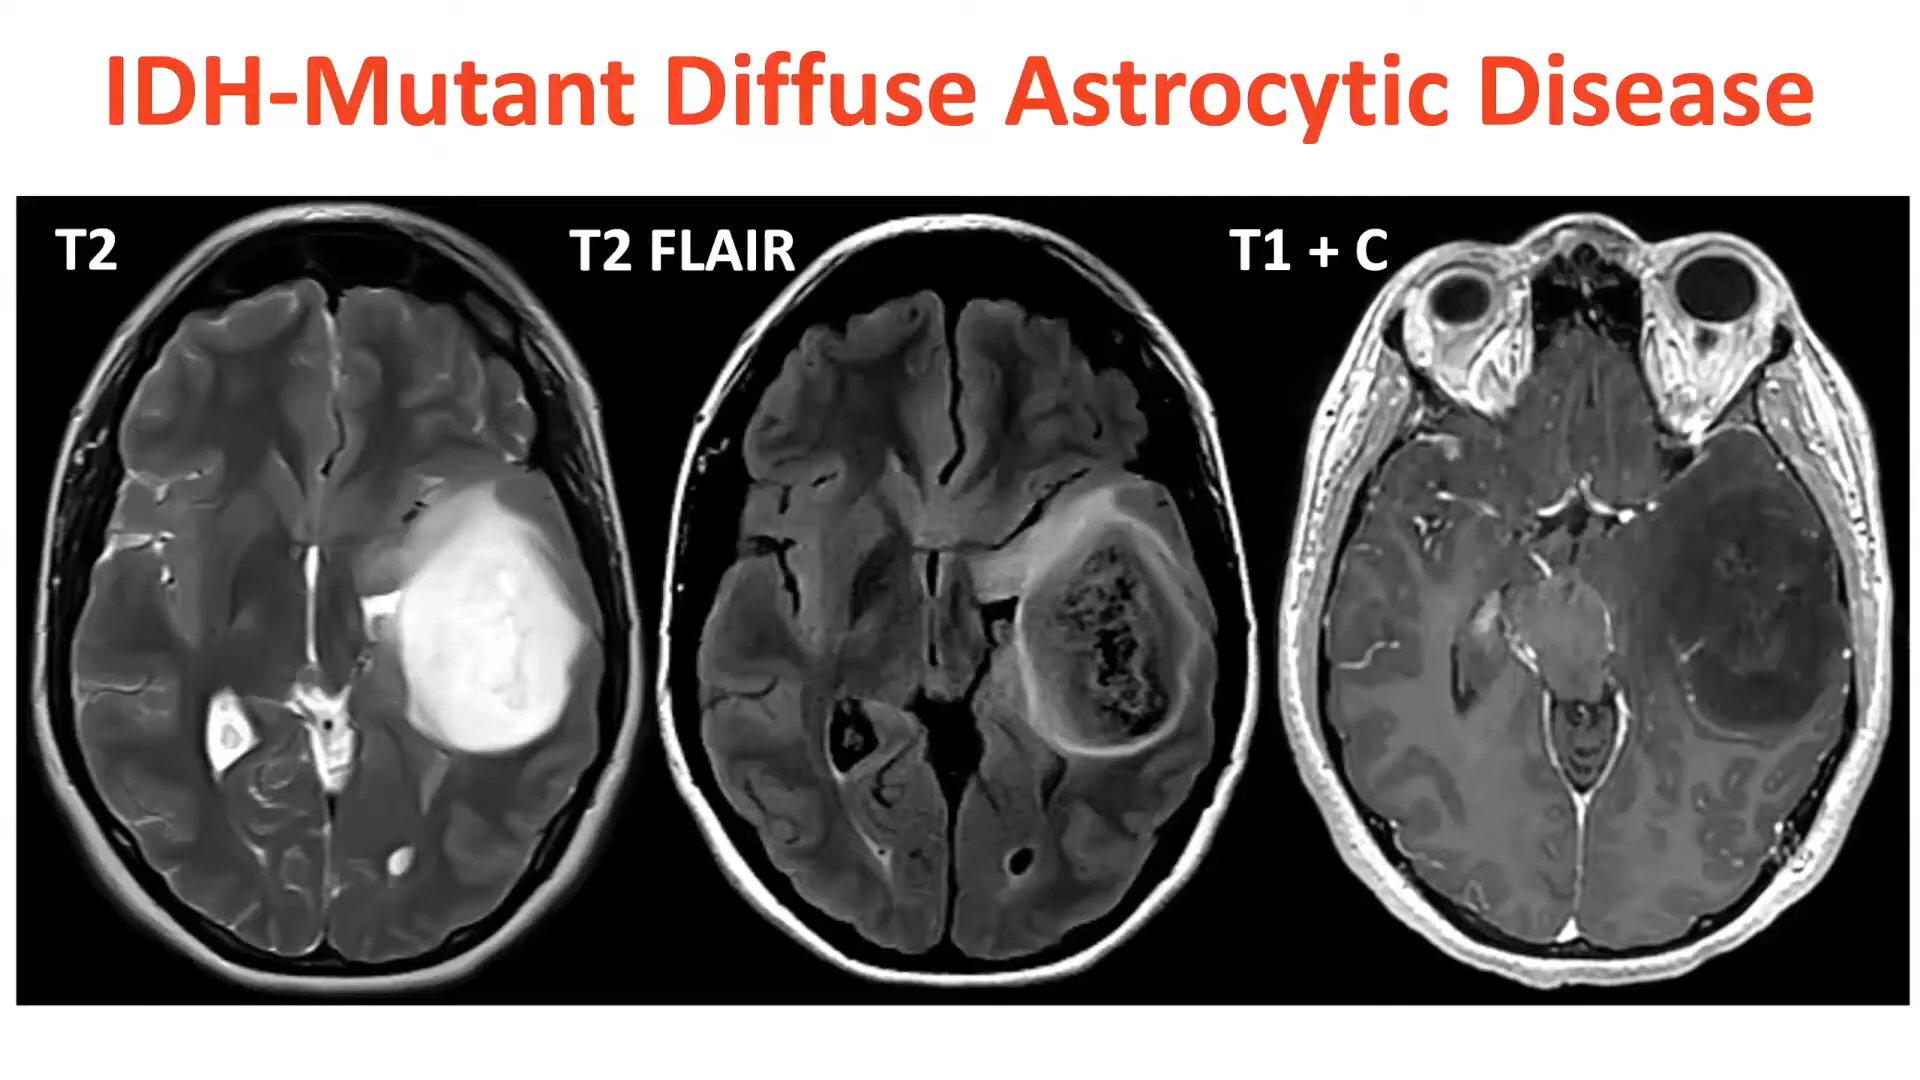 IDH-Mutant Diffuse Astrocytic Disease
T2
T2 FLAIR
T1 + C